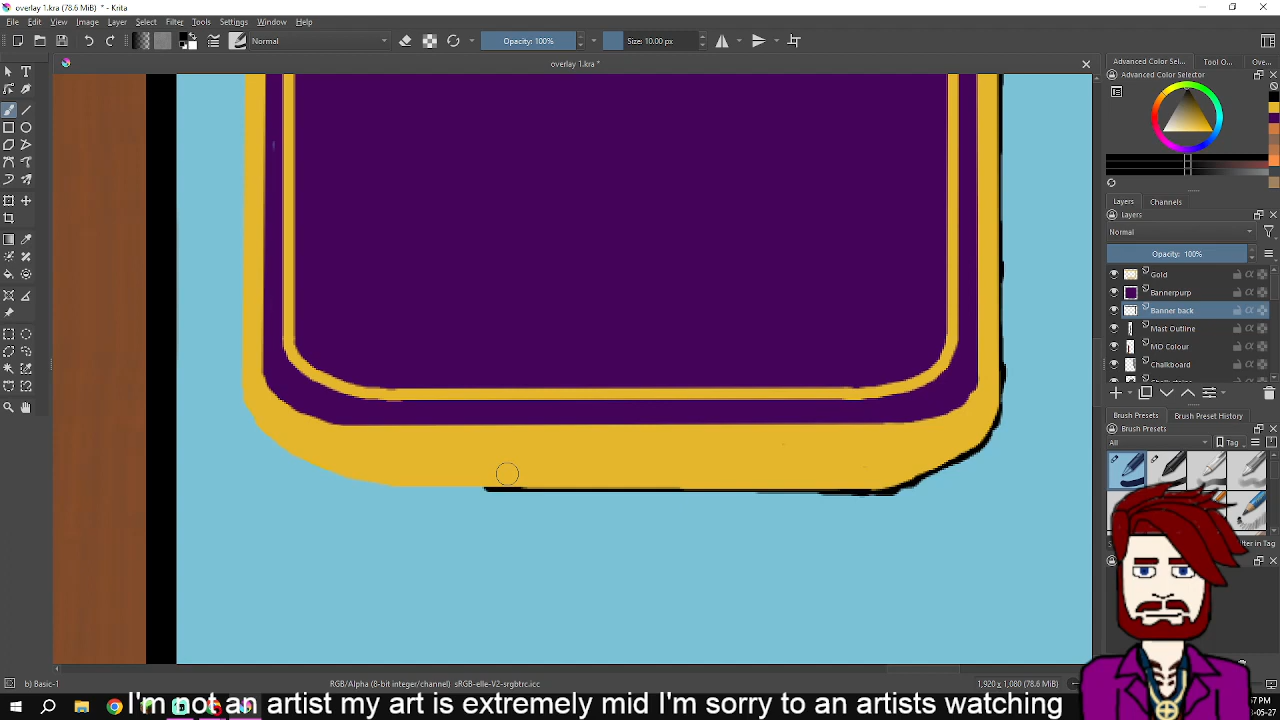 overlay 1.kra (78.6 MiB) * - Krita
File Edit View Image Layer Select Filter Tools Settings Window Help
Normal Opacity: 100% Size: 10.00 px
overlay 1.kra *
Advanced Color Sel... Tool O... Ove...
Advanced Color Selector
Layers Channels
Layers
Normal
Opacity: 100%
Gold
Bannerpurp
Banner back
Mast Outline
MD Colour
Chalkboard
Brush Presets Brush Preset History
Brush Presets
All Tag
b) Basic-1 RGB/Alpha (8-bit integer/channel) sRGB-elle-V2-srgbtrc.icc 1,920 x 1,080 (78.6 MiB)
I'm not an artist my art is extremely mid I'm sorry to an artists watching